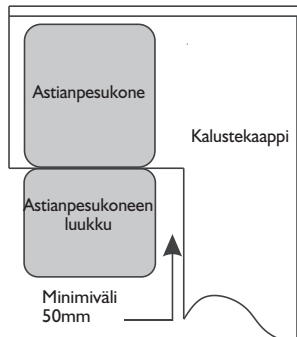 Astianpesukone
Kalustekaappi
Astianpesukoneen
luukku
Minimiväli
50mm